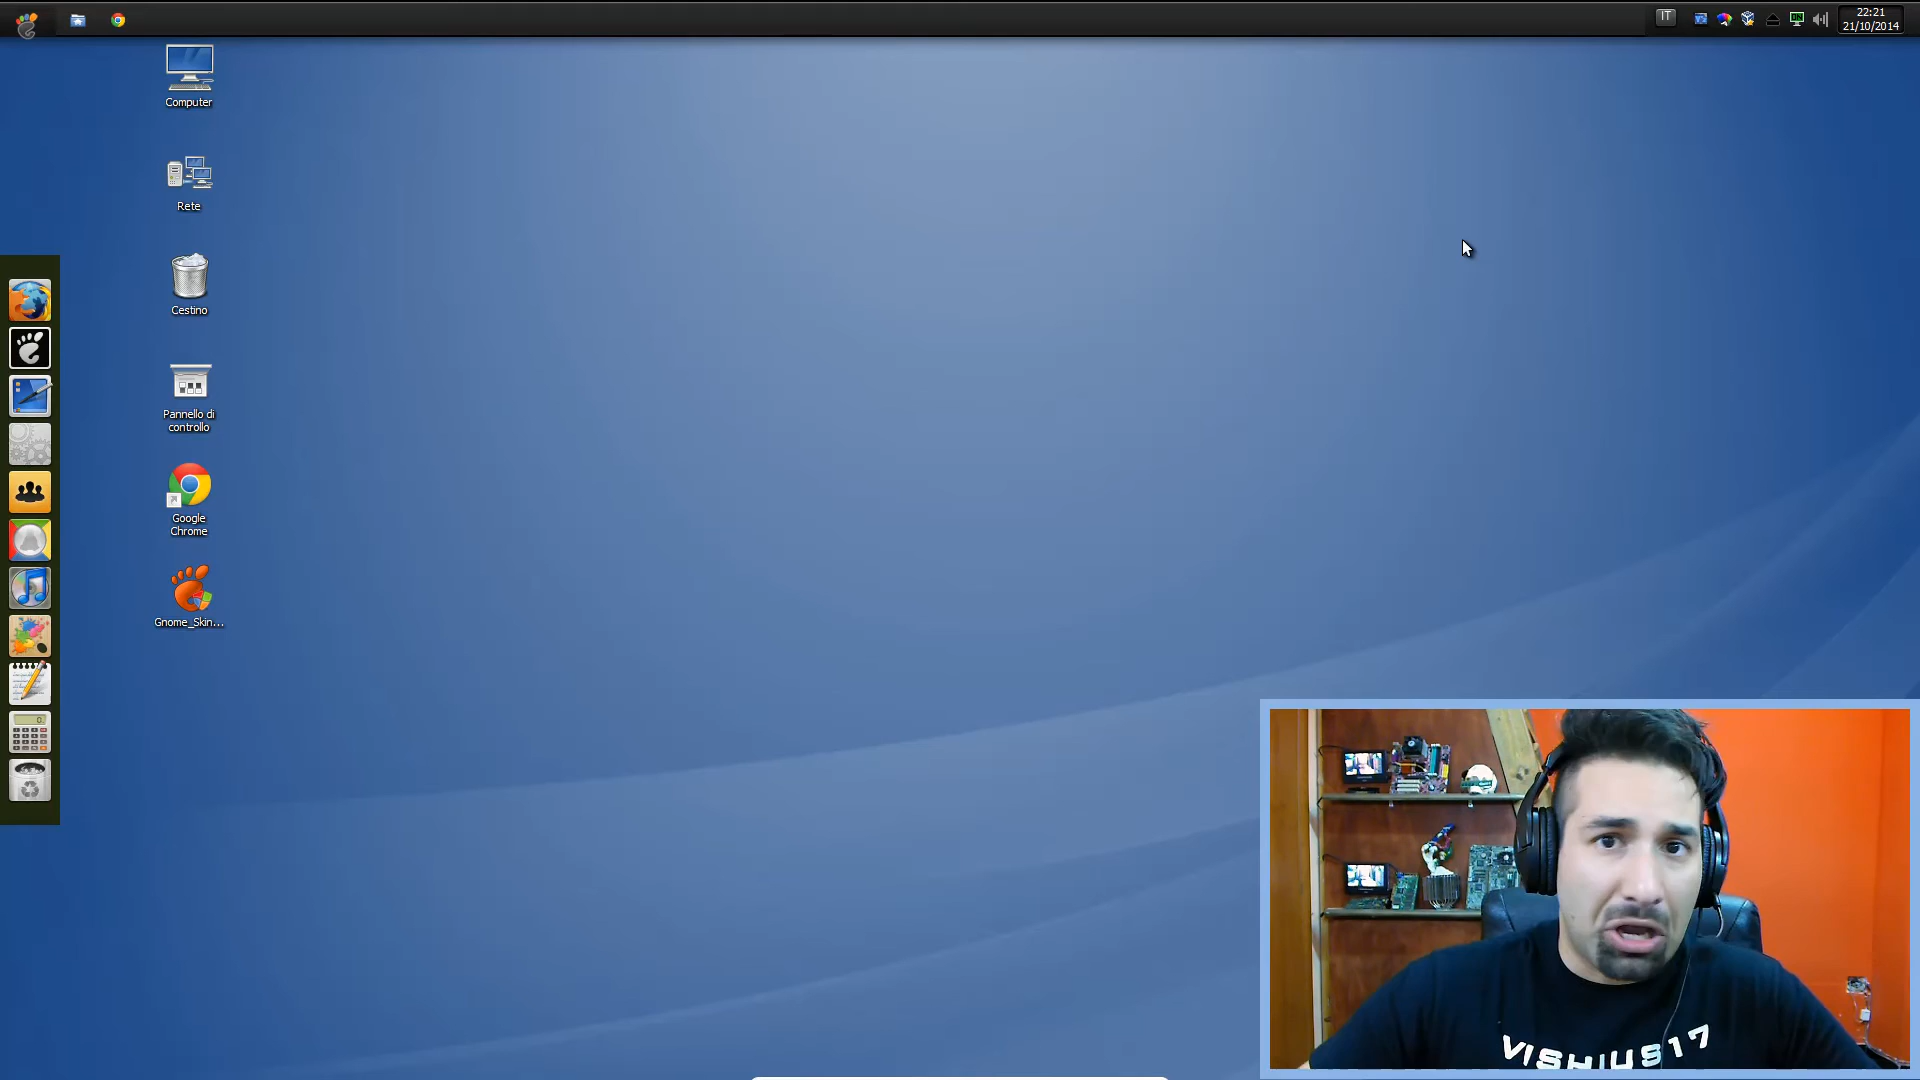 IT
22:21
21/10/2014
Computer
Rete
Cestino
Pannello di
controllo
Google
Chrome
Gnome_Skin...
VISHIUS17